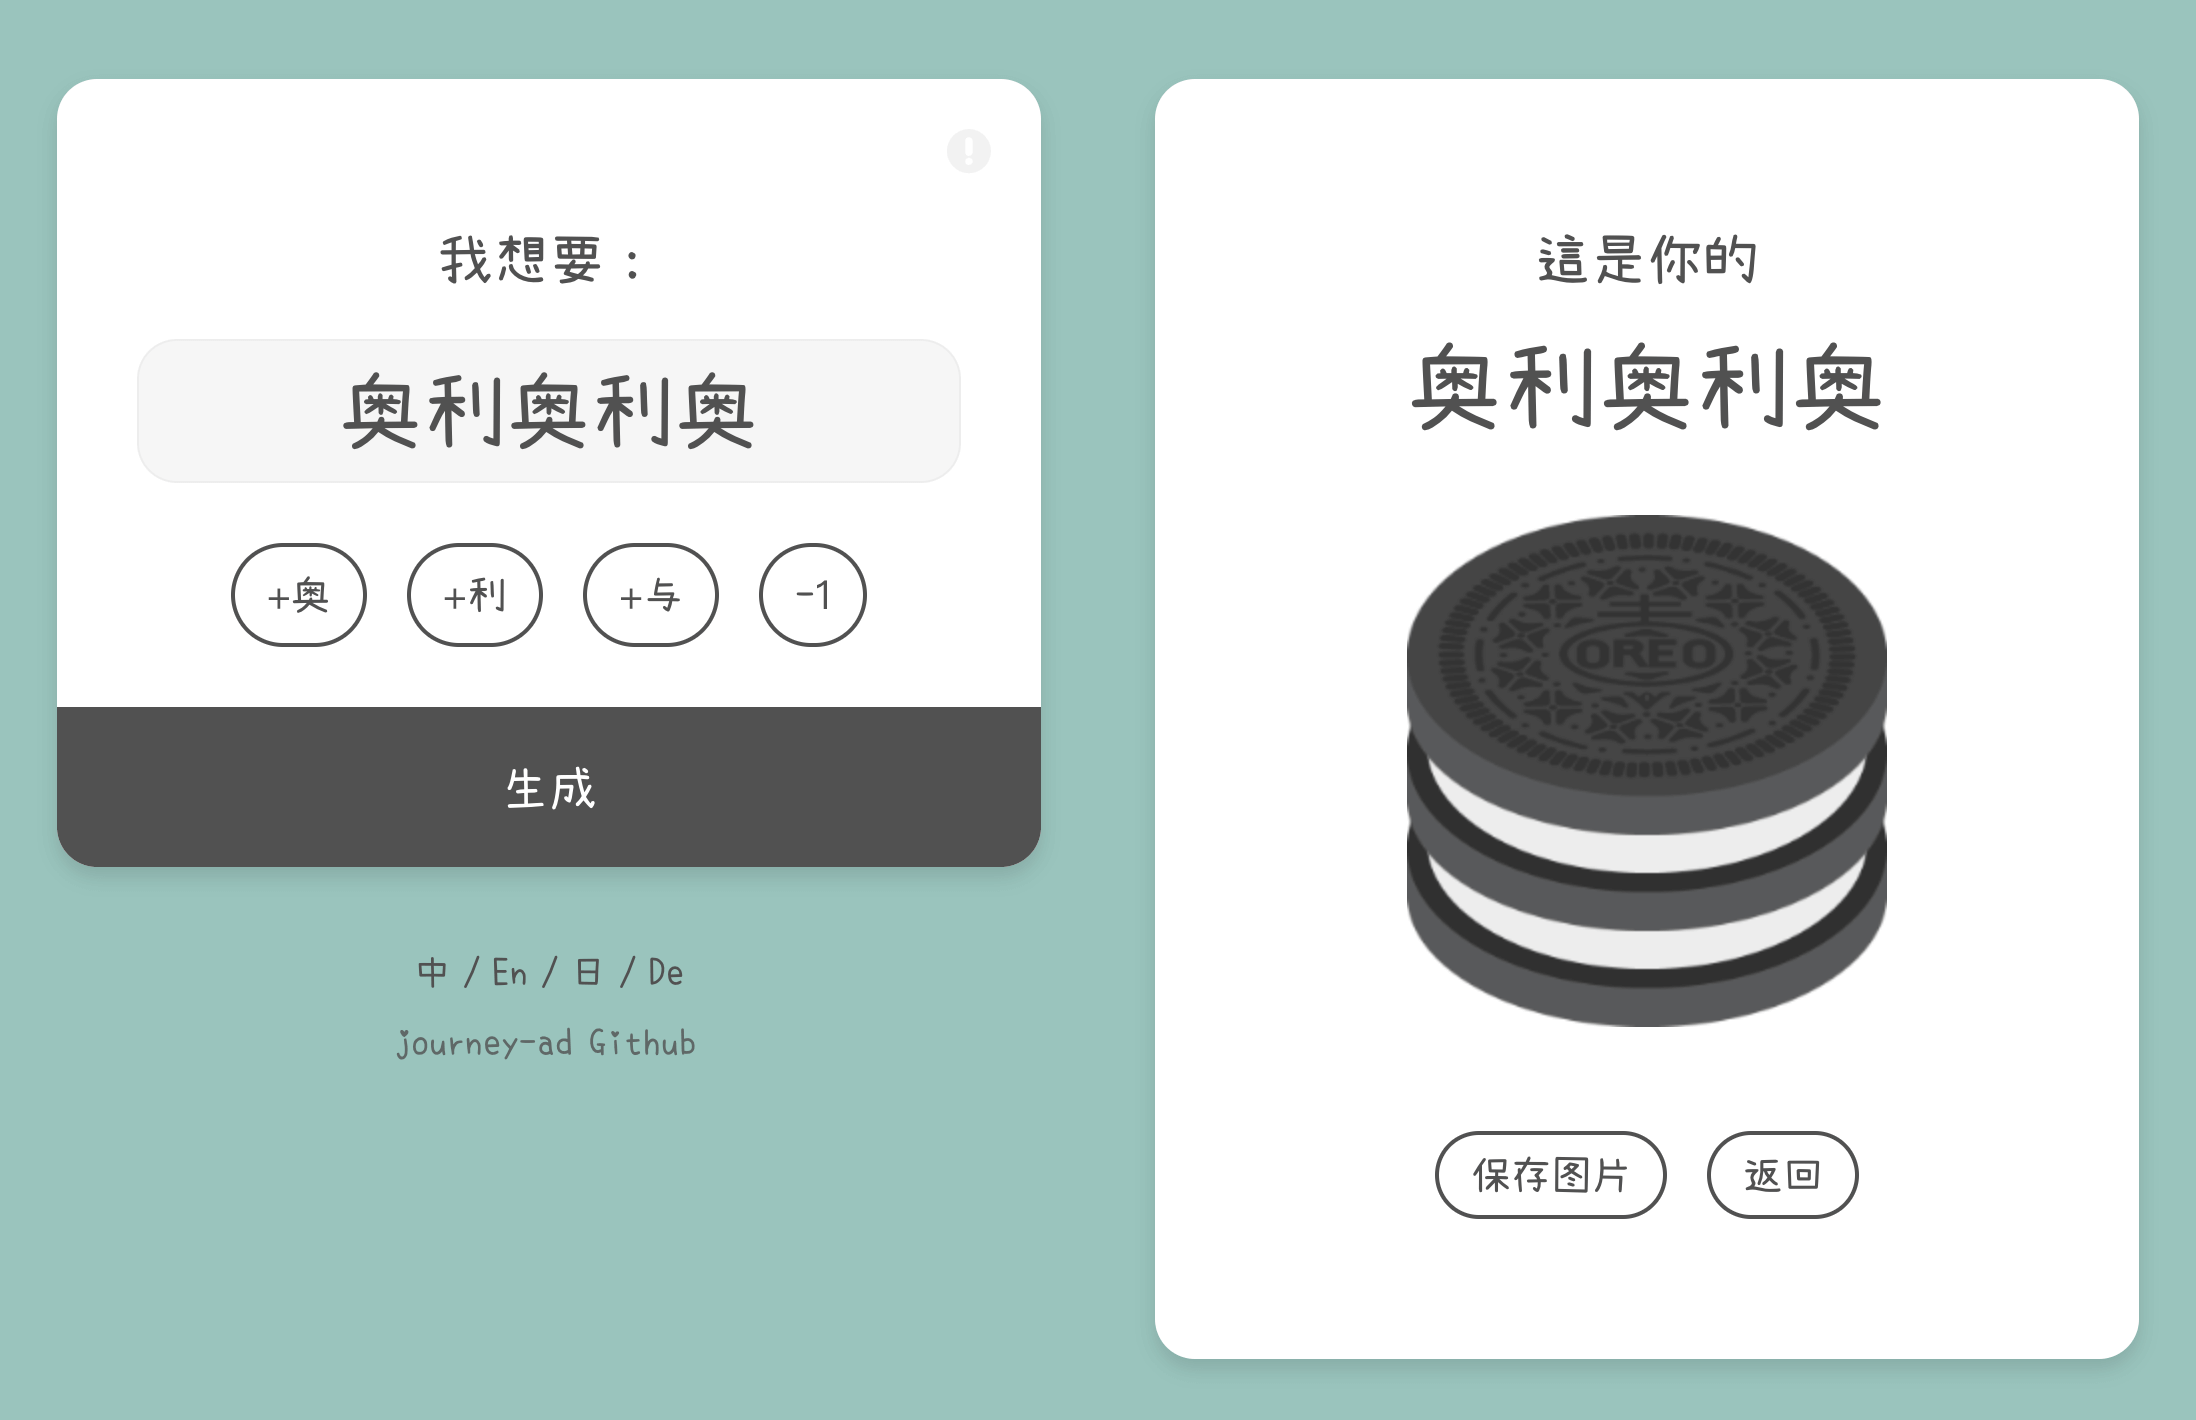 我想要：
奥利奥利奥
+奥 +利 +与 -1
生成
中 / En / 日 / De
journey-ad Github
這是你的
奥利奥利奥
OREO
保存图片 返回